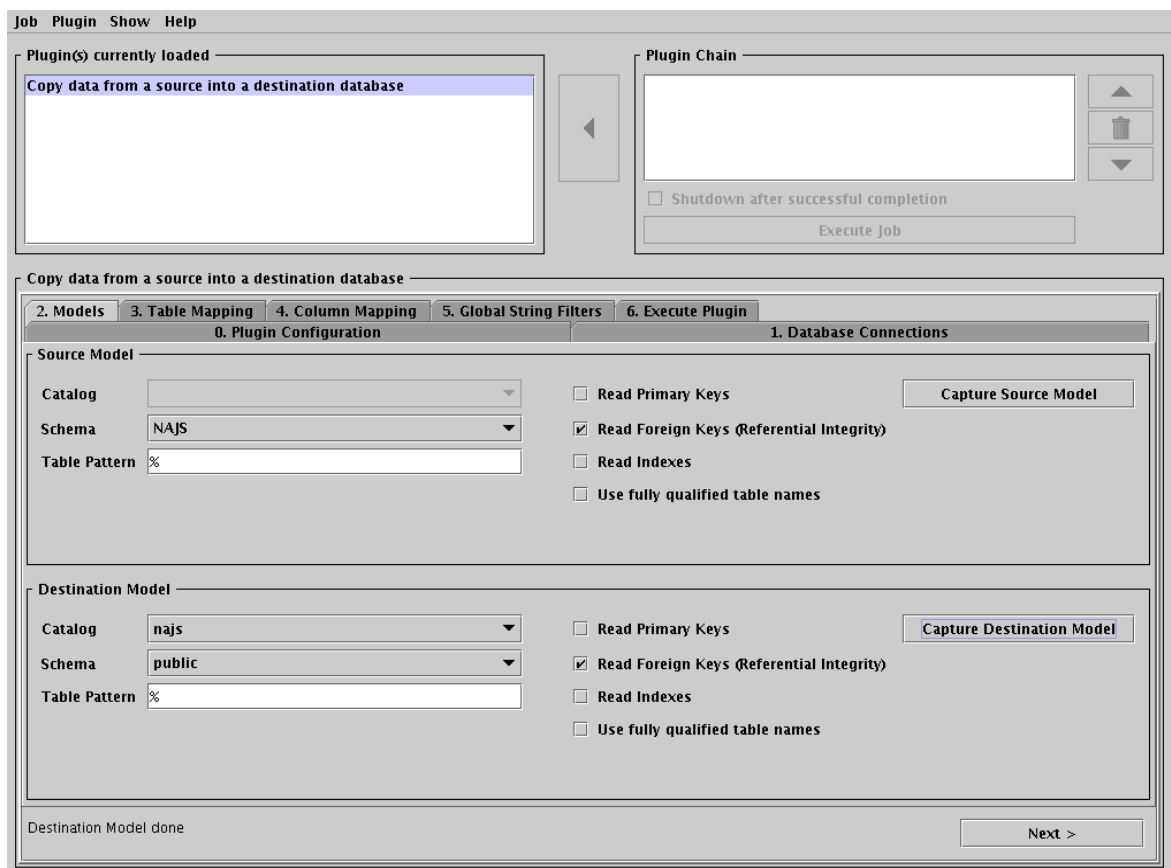 Job Plugin Show Help
Plugin(s) currently loaded
Copy data from a source into a destination database
Plugin Chain
Shutdown after successful completion
Execute Job
Copy data from a source into a destination database
2. Models 3. Table Mapping 4. Column Mapping 5. Global String Filters 6. Execute Plugin
0. Plugin Configuration 1. Database Connections
Source Model
Catalog Read Primary Keys Capture Source Model
Schema NAJS Read Foreign Keys (Referential Integrity)
Table Pattern % Read Indexes
Use fully qualified table names
Destination Model
Catalog najs Read Primary Keys Capture Destination Model
Schema public Read Foreign Keys (Referential Integrity)
Table Pattern % Read Indexes
Use fully qualified table names
Destination Model done Next >